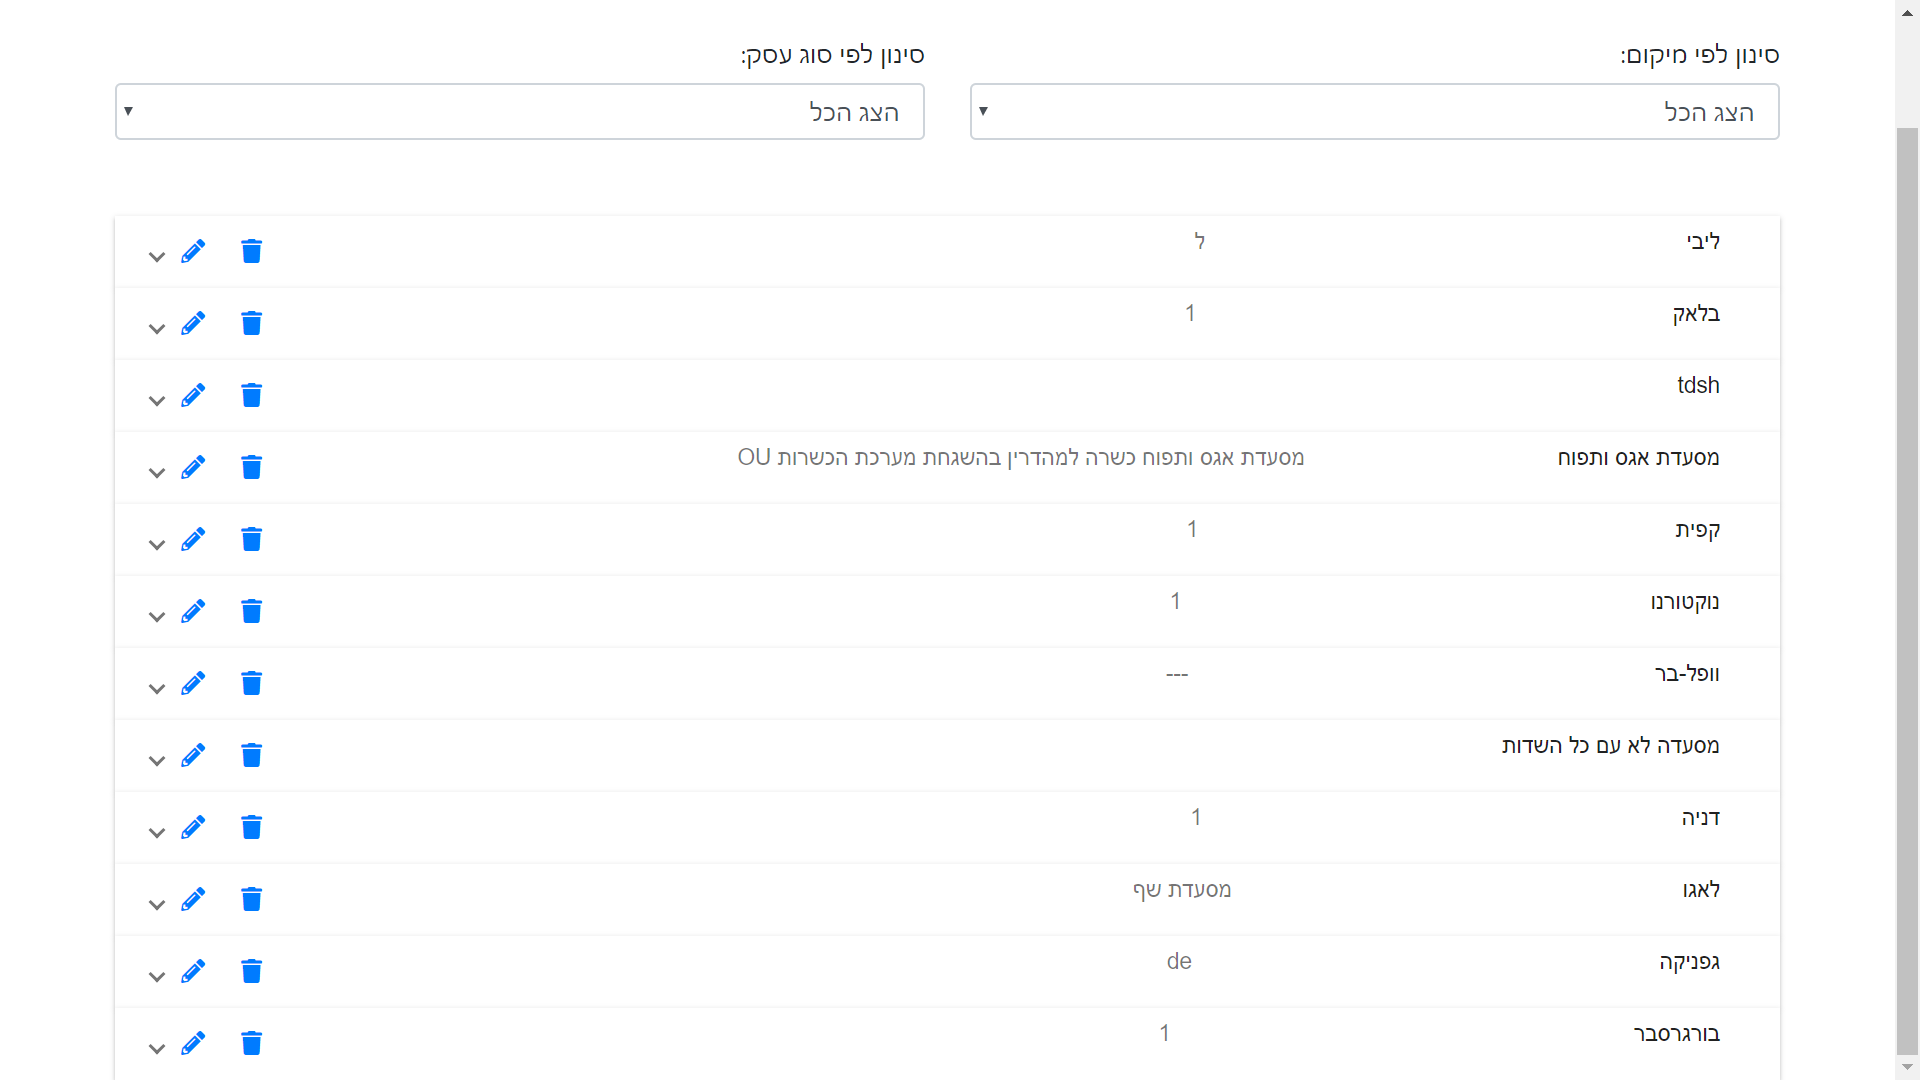 סינון לפי מיקום:
הצג הכל
סינון לפי סוג עסק:
הצג הכל
ליבי ל
בלאק 1
tdsh
מסעדת אגס ותפוח מסעדת אגס ותפוח כשרה למהדרין בהשגחת מערכת הכשרות OU
קפית 1
נוקטורנו 1
וופל-בר ---
מסעדה לא עם כל השדות
דניה 1
לאגו מסעדת שף
גפניקה de
בורגרסבר 1